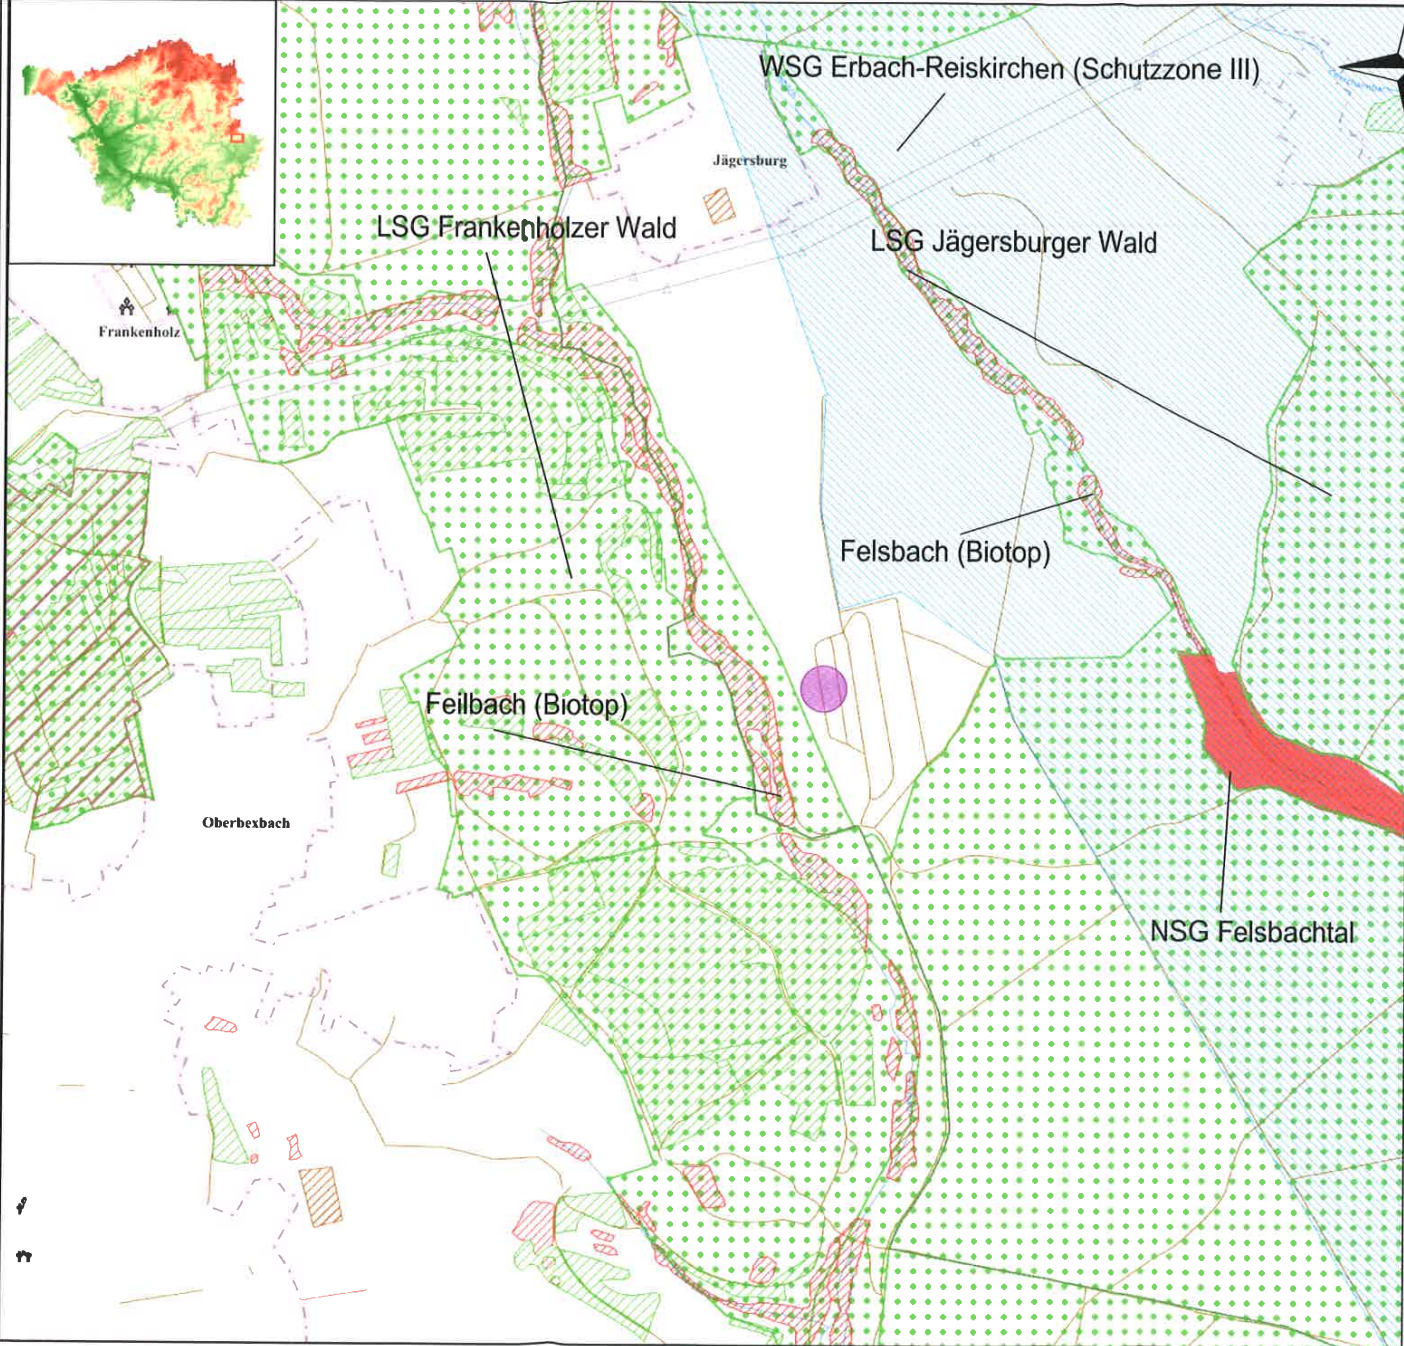 WSG Erbach-Reiskirchen (Schutzzone III)
Jägersburg
LSG Frankenholzer Wald
LSG Jägersburger Wald
Frankenholz
Felsbach (Biotop)
Feilbach (Biotop)
Oberbexbach
NSG Felsbachtal